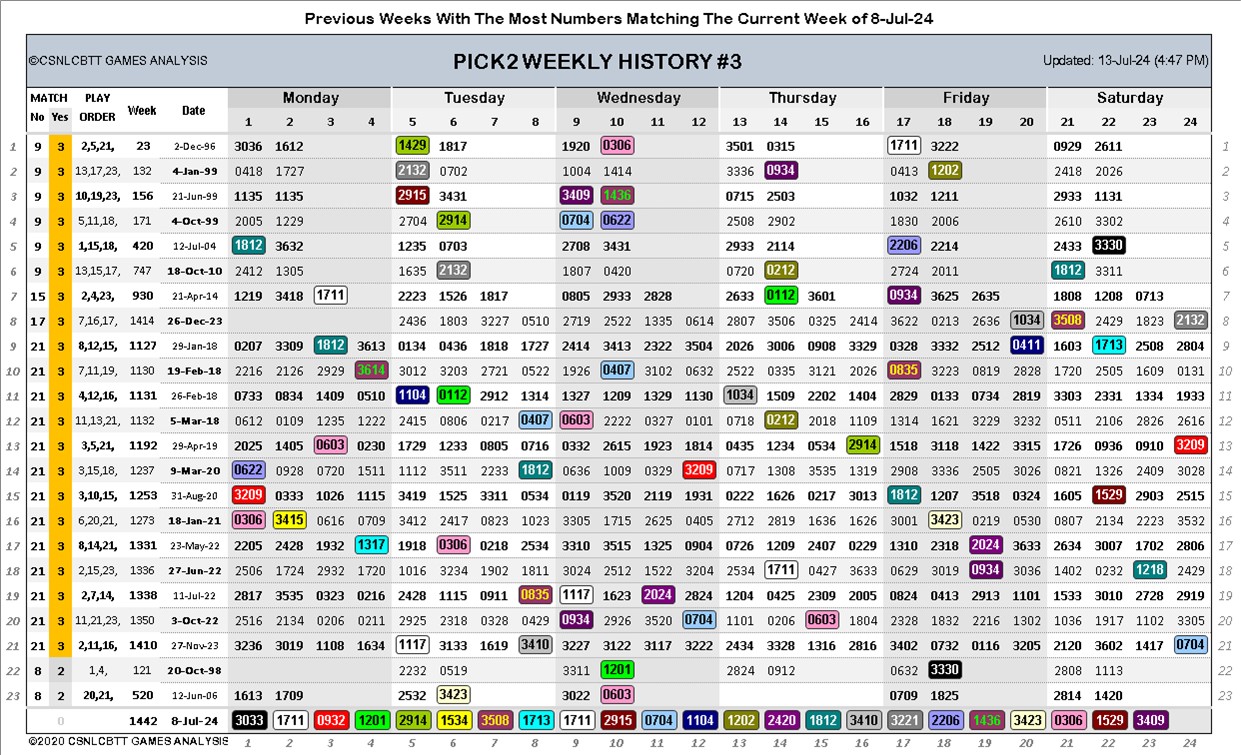 Previous Weeks With The Most Numbers Matching The Current Week of 8-Jul-24
©CSNLCBTT GAMES ANALYSIS PICK2 WEEKLY HISTORY #3 Updated: 13-Jul-24 (4:47 PM)
MATCH PLAY Week Date Monday Tuesday Wednesday Thursday Friday Saturday
No Yes ORDER 1 2 3 4 5 6 7 8 9 10 11 12 13 14 15 16 17 18 19 20 21 22 23 24
1 9 3 2,5,21, 23 2-Dec-96 3036 1612 1429 1817 1920 0306 3501 0315 1711 3222 0929 2611 1
2 9 3 13,17,23, 132 4-Jan-99 0418 1727 2132 0702 1004 1414 3336 0934 0413 1202 2418 2026 2
3 9 3 10,19,23, 156 21-Jun-99 1135 1135 2915 3431 3409 1436 0715 2503 1032 1211 2933 1131 3
4 9 3 5,11,18, 171 4-Oct-99 2005 1229 2704 2914 0704 0622 2508 2902 1830 2006 2610 3302 4
5 9 3 1,15,18, 420 12-Jul-04 1812 3632 1235 0703 2708 3431 2933 2114 2206 2214 2433 3330 5
6 9 3 13,15,17, 747 18-Oct-10 2412 1305 1635 2132 1807 0420 0720 0212 2724 2011 1812 3311 6
7 15 3 2,4,23, 930 21-Apr-14 1219 3418 1711 2223 1526 1817 0805 2933 2828 2633 0112 3601 0934 3625 2635 1808 1208 0713 7
8 17 3 7,16,17, 1414 26-Dec-23 2436 1803 3227 0510 2719 2522 1335 0614 2807 3506 0325 2416 3622 0213 2636 1034 3508 2429 1823 2132 8
9 21 3 8,12,15, 1127 29-Jan-18 0207 3309 1812 3613 0134 0436 1818 1727 2414 3413 2322 3504 2026 3006 0908 3329 0328 3332 2512 0411 1603 1713 2508 2804 9
10 21 3 7,11,19, 1130 19-Feb-18 2216 2126 2929 3614 3012 3203 2721 0522 1926 0407 3102 0632 2522 0335 3121 2026 0835 3223 0819 2828 1720 2505 1609 0131 10
11 21 3 4,12,16, 1131 26-Feb-18 0733 0834 1409 0510 1104 0112 2912 1314 1327 1209 1329 1130 1034 1509 2202 1404 2829 0133 0734 2819 3303 2331 1334 1933 11
12 21 3 11,13,21, 1132 5-Mar-18 0612 0109 1235 1222 2415 0806 0217 0407 0603 2222 0327 0101 0718 0212 2018 1109 1314 1621 3229 3232 0511 2106 2826 2616 12
13 21 3 3,5,21, 1192 29-Apr-19 2025 1405 0603 0230 1729 1233 0805 0716 0332 2615 1923 1814 0435 1234 0534 2914 1518 3118 1422 3315 1726 0936 0910 3209 13
14 21 3 3,15,18, 1237 9-Mar-20 0622 0928 0720 1511 1112 3511 2233 1812 0636 1009 0329 3209 0717 1308 3535 1319 2908 3336 2505 3026 0821 1326 2409 3028 14
15 21 3 3,10,15, 1253 31-Aug-20 3209 0333 1026 1115 3419 1525 3311 0534 0119 3520 2119 1931 0222 1626 0217 3013 1812 1207 3518 0324 1605 1529 2903 2515 15
16 21 3 6,20,21, 1273 18-Jan-21 0306 3415 0616 0709 3412 2417 0823 1023 3305 1715 2625 0405 2712 2819 1636 1626 3001 3423 0219 0530 0807 2134 2223 3532 16
17 21 3 8,14,21, 1331 23-May-22 2205 2428 1932 1317 1918 0306 0218 2534 3310 3515 1325 0904 0726 1209 2407 0229 1310 2318 2024 3633 2634 3007 1702 2806 17
18 21 3 2,15,23, 1336 27-Jun-22 2506 1724 2932 1720 1016 3234 1902 1811 3024 2512 1522 3204 2534 1711 0427 3633 0629 3119 0934 3036 1402 0232 1218 2429 18
19 21 3 2,7,14, 1338 11-Jul-22 2817 3535 0323 0216 2428 1115 0911 0835 1117 1623 2024 2824 1204 0425 2309 2005 0824 0413 2913 1101 1533 3010 2728 2919 19
20 21 3 11,21,23, 1350 3-Oct-22 2516 2134 0206 0211 2925 2318 0328 0429 0934 2926 3520 0704 1101 0206 0603 1804 2328 1832 2216 1302 1036 1917 1102 3305 20
21 21 3 2,11,16, 1410 27-Nov-23 3236 3019 1108 1634 1117 3133 1619 3410 3227 3122 3117 3222 2434 3328 1316 2816 3402 0732 0116 3205 2120 3602 1417 0704 21
22 8 2 1,4, 121 20-Oct-98 2232 0519 3311 1201 2824 0912 0632 3330 2808 1113 22
23 8 2 20,21, 520 12-Jun-06 1613 1709 2532 3423 3022 0603 0709 1825 2814 1420 23
0 1442 8-Jul-24 3033 1711 0932 1201 2914 1534 3508 1713 1711 2915 0704 1104 1202 2420 1812 3410 3221 2206 1436 3423 0306 1529 3409
©2020 CSNLCBTT GAMES ANALYSIS 1 2 3 4 5 6 7 8 9 10 11 12 13 14 15 16 17 18 19 20 21 22 23 24